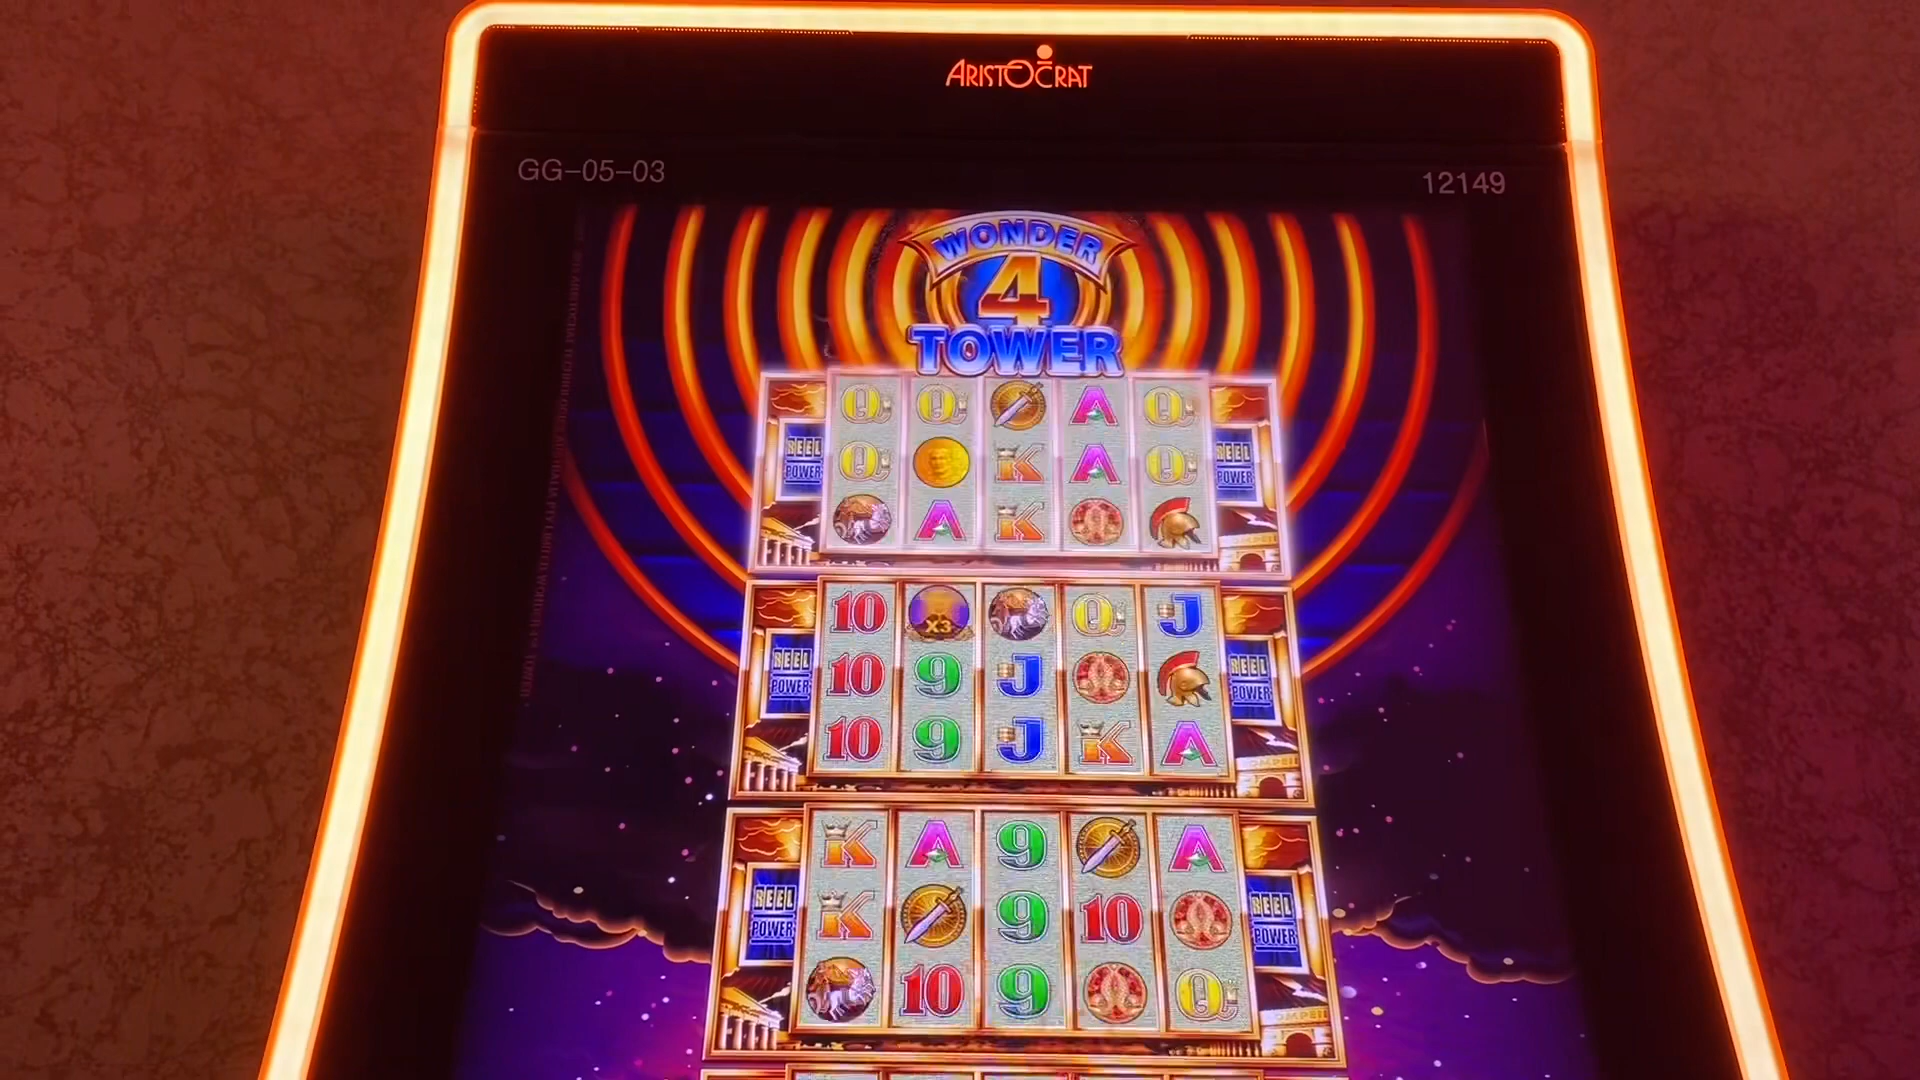 ARISTOCRAT
GG-05-03
12149
WONDER
4
TOWER
Q Q A Q
REEL POWER
Q K A Q
REEL POWER
A K
10 X3 Q J
REEL POWER
10 9 J
REEL POWER
10 9 J K A
K A 9 A
REEL POWER
K 9 10
REEL POWER
10 9 Q